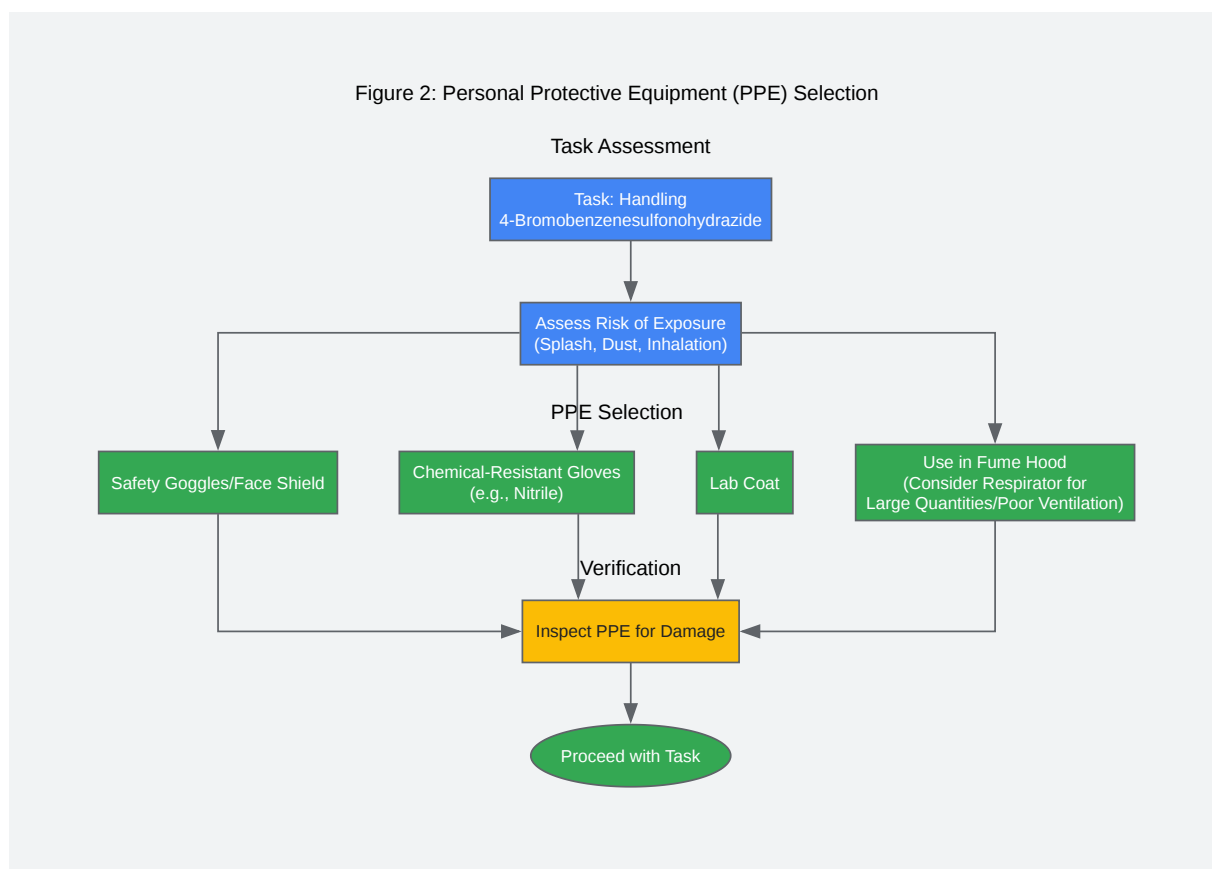 Figure 2: Personal Protective Equipment (PPE) Selection
Task Assessment
Task: Handling
4-Bromobenzenesulfonohydrazide
Assess Risk of Exposure
(Splash, Dust, Inhalation)
PPE Selection
Safety Goggles/Face Shield
Chemical-Resistant Gloves
(e.g., Nitrile)
Lab Coat
Use in Fume Hood
(Consider Respirator for
Large Quantities/Poor Ventilation)
Verification
Inspect PPE for Damage
Proceed with Task